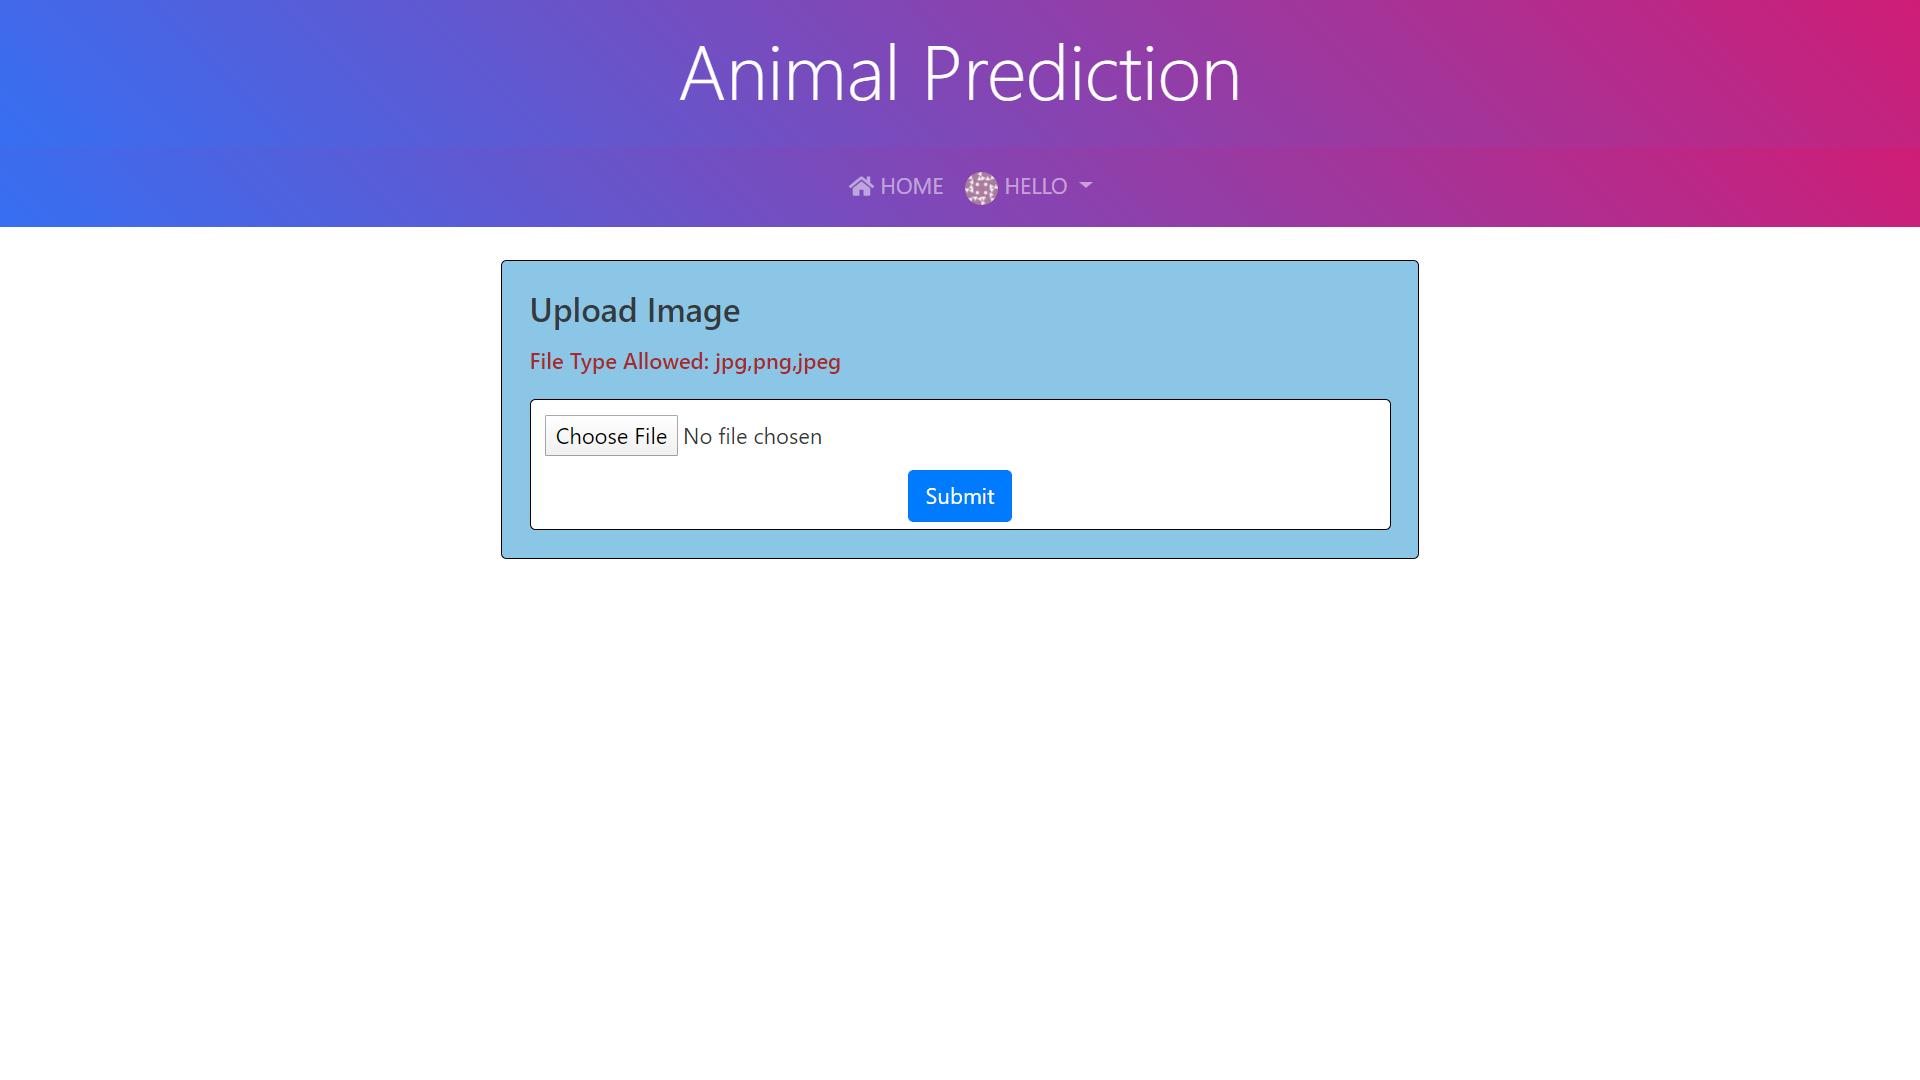 Animal Prediction
HOME HELLO
Upload Image
File Type Allowed: jpg,png,jpeg
Choose File No file chosen
Submit